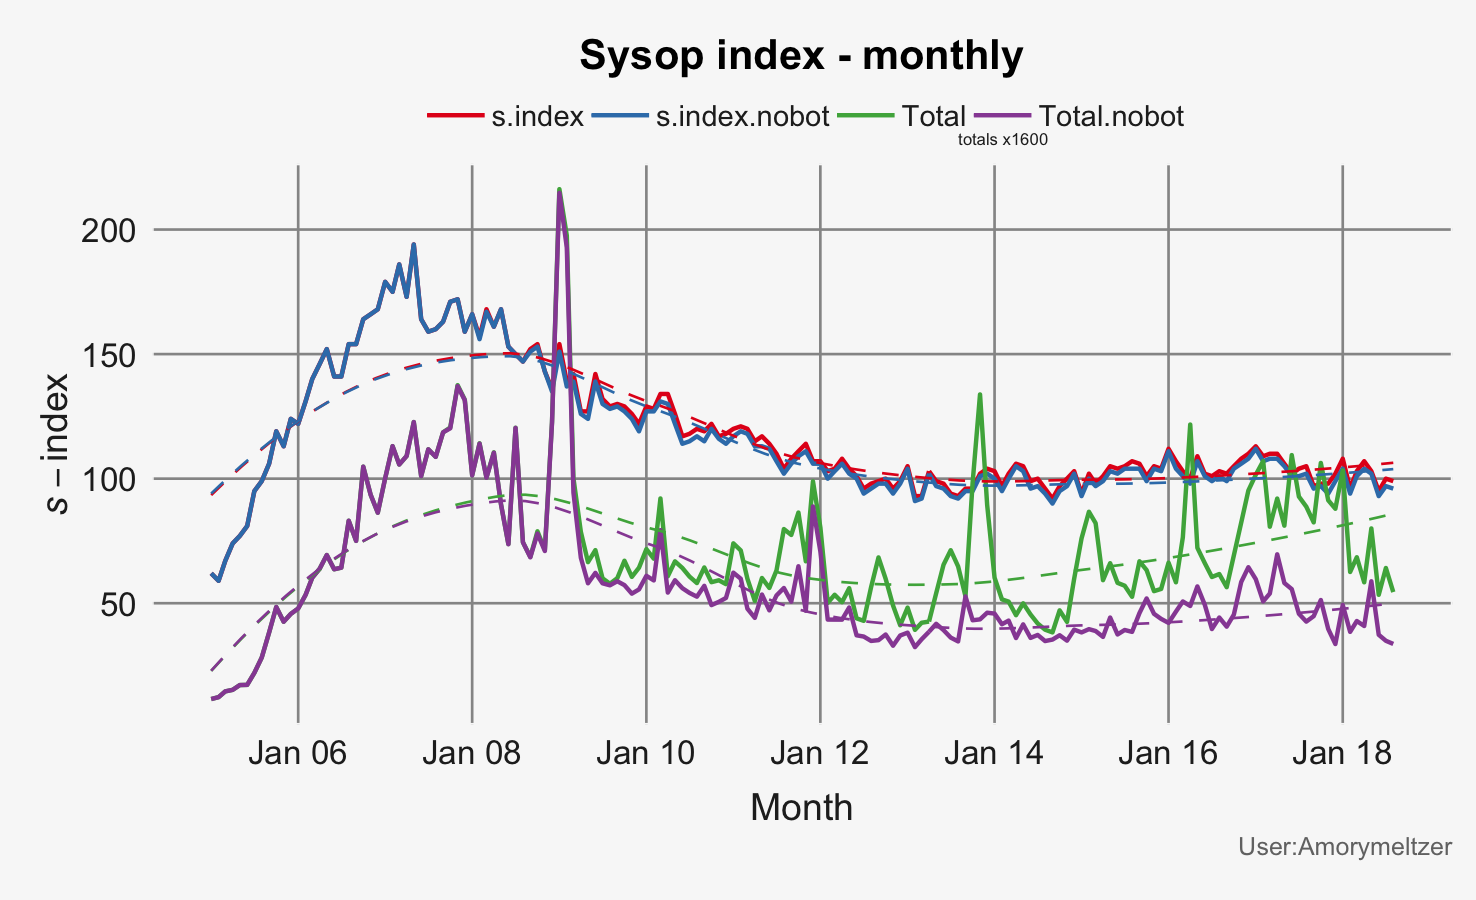 Sysop index - monthly
s.index s.index.nobot Total Total.nobot
totals x1600
200
150
100
50
s – index
Jan 06 Jan 08 Jan 10 Jan 12 Jan 14 Jan 16 Jan 18
Month
User:Amorymeltzer